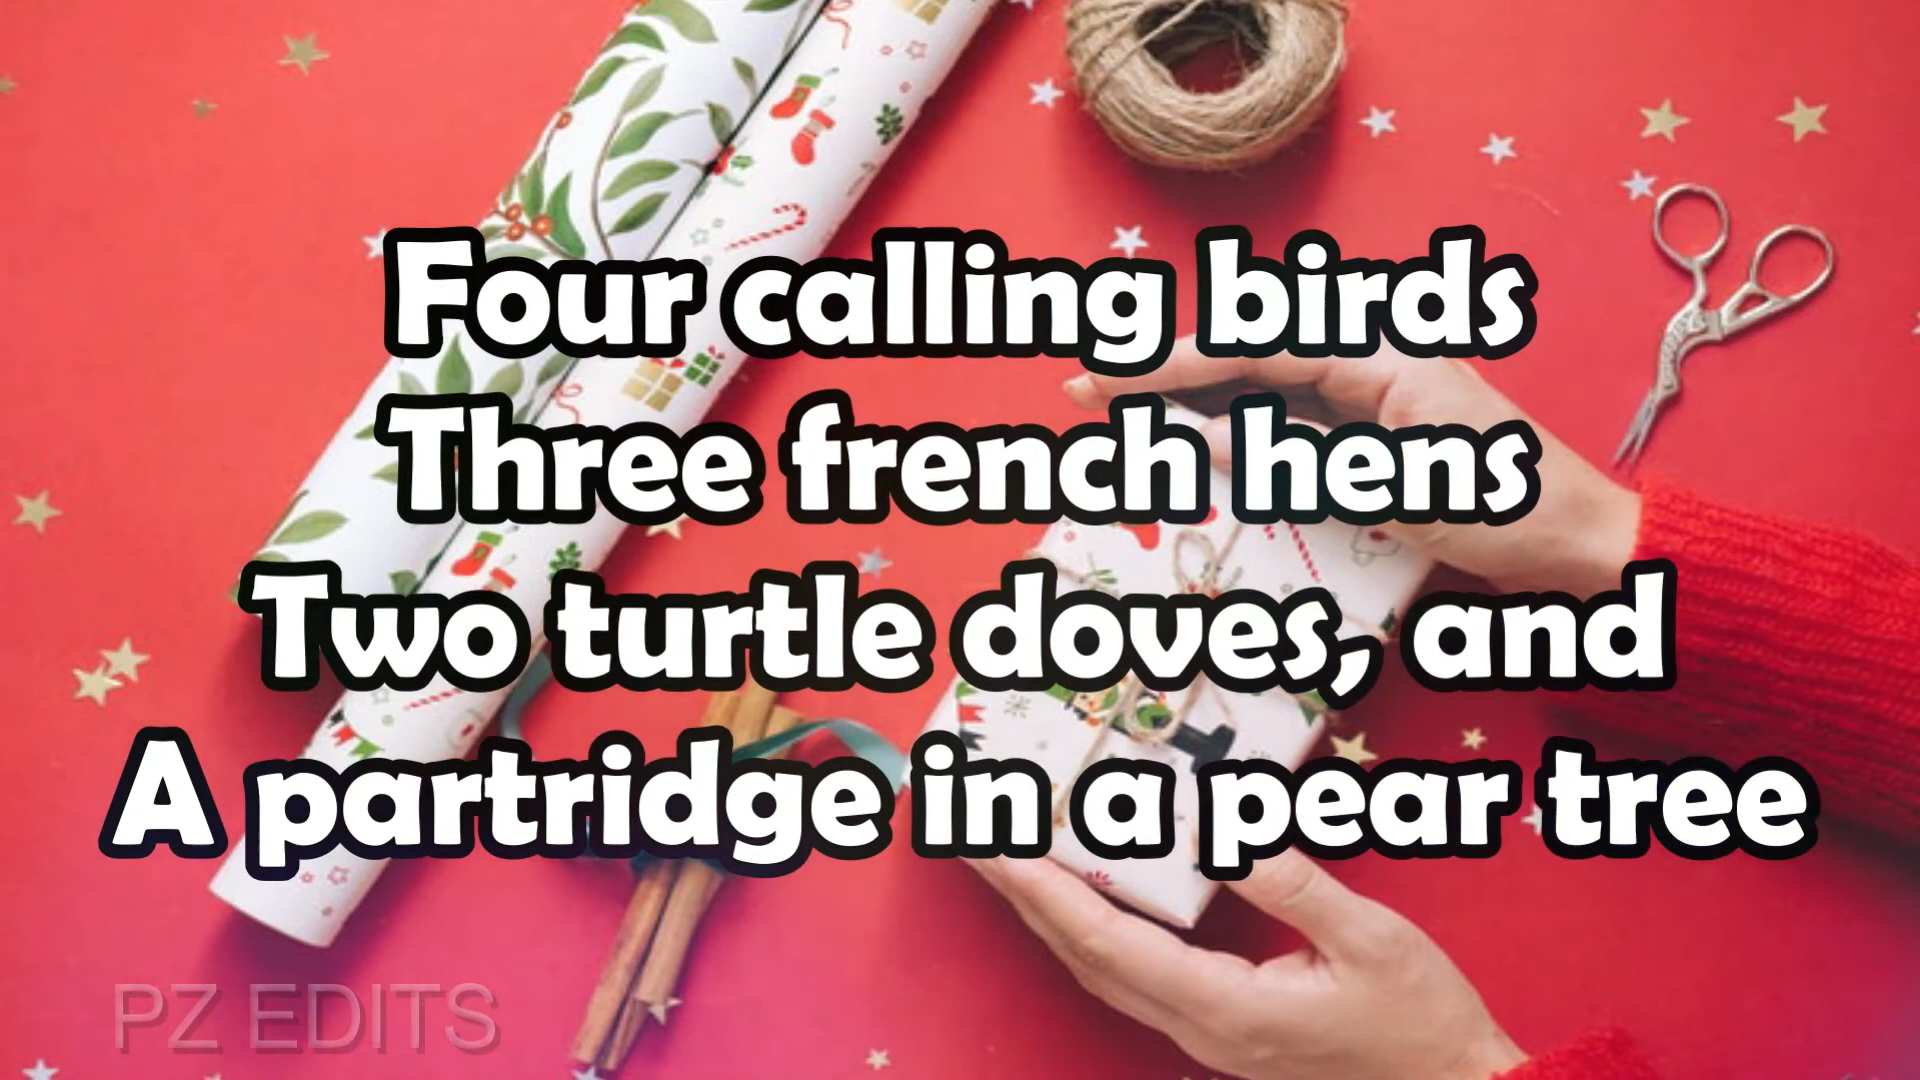 Four calling birds
Three french hens
Two turtle doves, and
A partridge in a pear tree
PZ EDITS